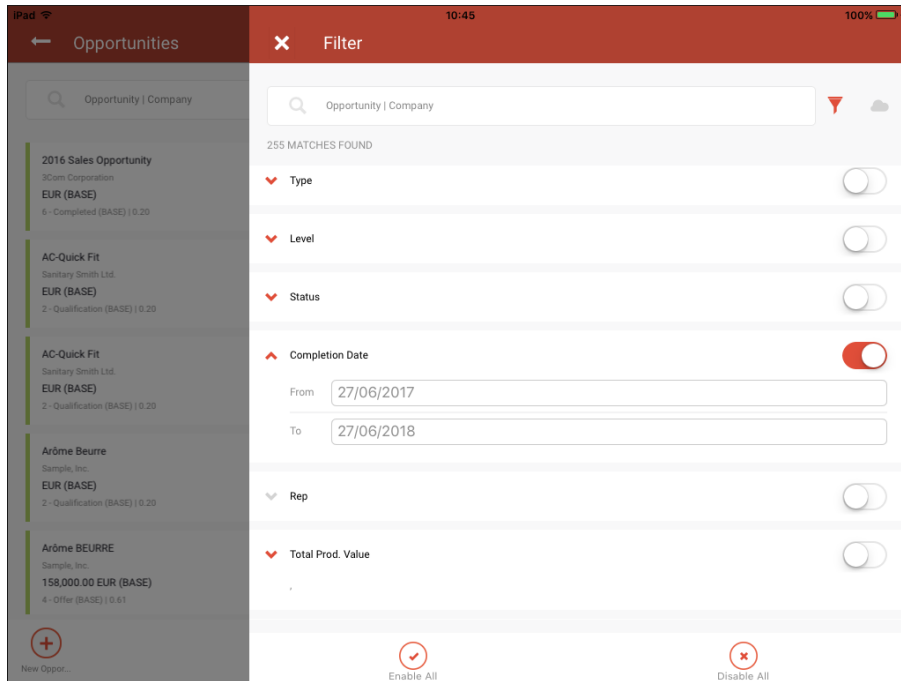 iPad
10:45
100%
Opportunities
Opportunity | Company
2016 Sales Opportunity
3Com Corporation
EUR (BASE)
6 - Completed (BASE) | 0.20
AC-Quick Fit
Sanitary Smith Ltd.
EUR (BASE)
2 - Qualification (BASE) | 0.20
AC-Quick Fit
Sanitary Smith Ltd.
EUR (BASE)
2 - Qualification (BASE) | 0.20
Arôme Beurre
Sample, Inc.
EUR (BASE)
2 - Qualification (BASE) | 0.20
Arôme BEURRE
Sample, Inc
158,000.00 EUR (BASE)
4 - Offer (BASE) | 0.61
New Oppor...
Filter
Opportunity | Company
255 MATCHES FOUND
Type
Level
Status
Completion Date
From 27/06/2017
To 27/06/2018
Rep
Total Prod. Value
,
Enable All
Disable All